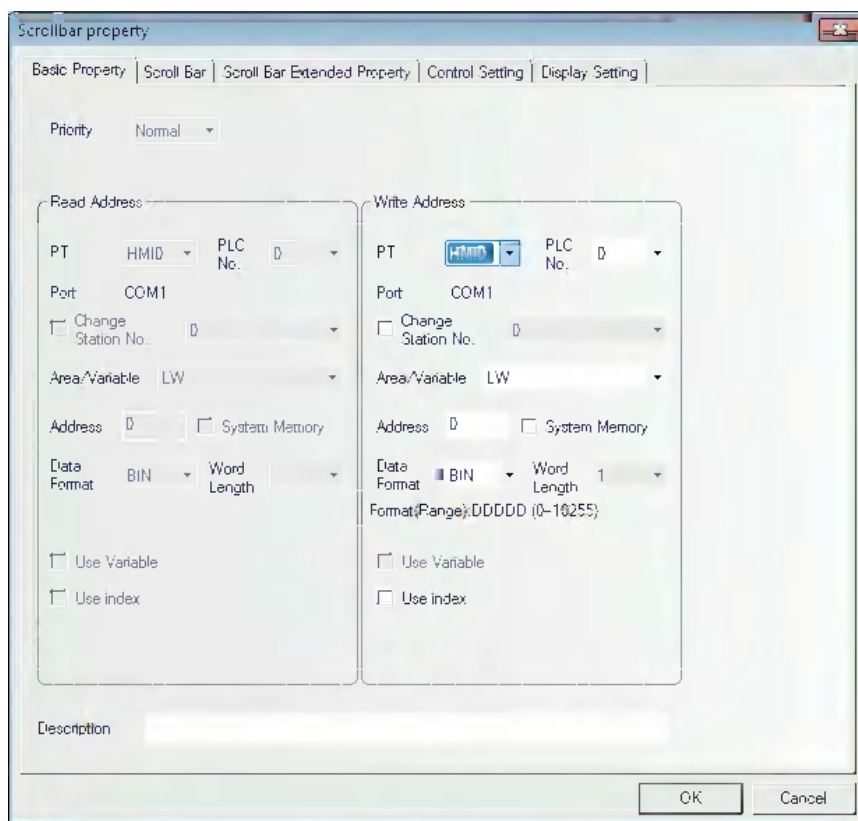 Scrollbar property
Basic Property Scroll Bar Scroll Bar Extended Property Control Setting Display Setting
Priority Normal
Read Address
PT HMI0 PLC No. 0
Port COM1
Change Station No. 0
Area/Variable LW
Address 0 System Memory
Data Format BIN Word Length
Use Variable
Use index
Write Address
PT HMI0 PLC No. 0
Port COM1
Change Station No. 0
Area/Variable LW
Address 0 System Memory
Data Format BIN Word Length 1
Format(Range):DDDDD (0~10255)
Use Variable
Use index
Description
OK Cancel